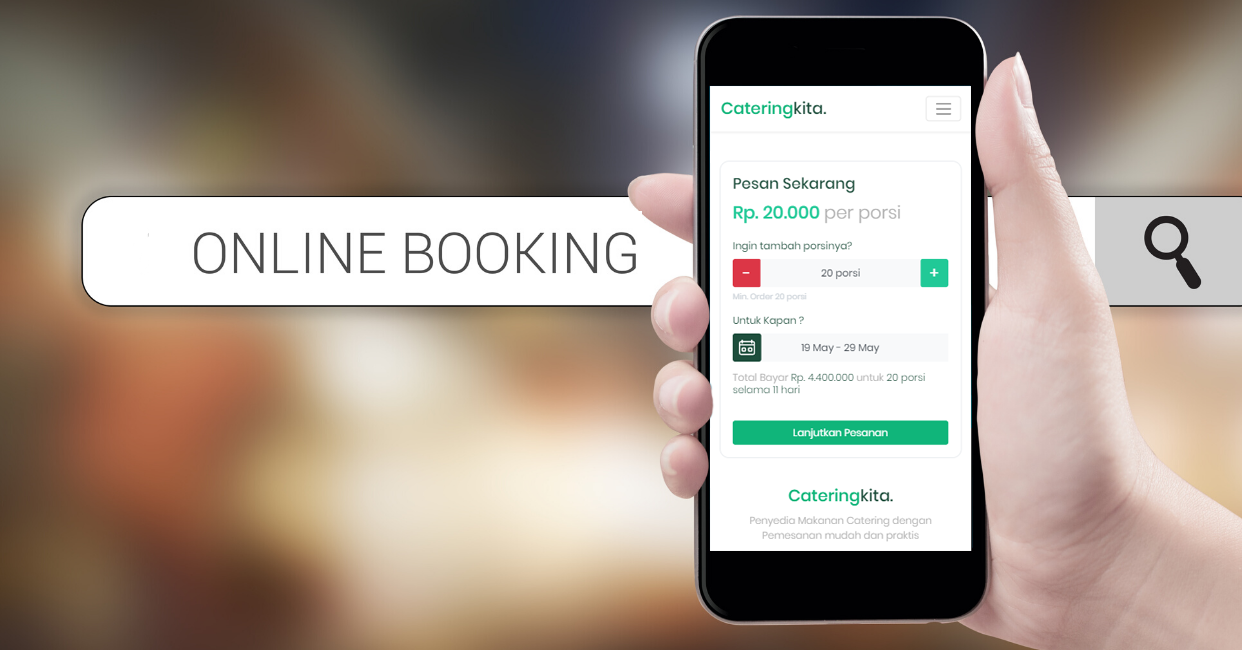 ONLINE BOOKING
Cateringkita.
Pesan Sekarang
Rp. 20.000 per porsi
Ingin tambah porsinya?
- 20 porsi +
Min. Order 20 porsi
Untuk Kapan ?
19 May - 29 May
Total Bayar Rp. 4.400.000 untuk 20 porsi
selama 11 hari
Lanjutkan Pesanan
Cateringkita.
Penyedia Makanan Catering dengan
Pemesanan mudah dan praktis